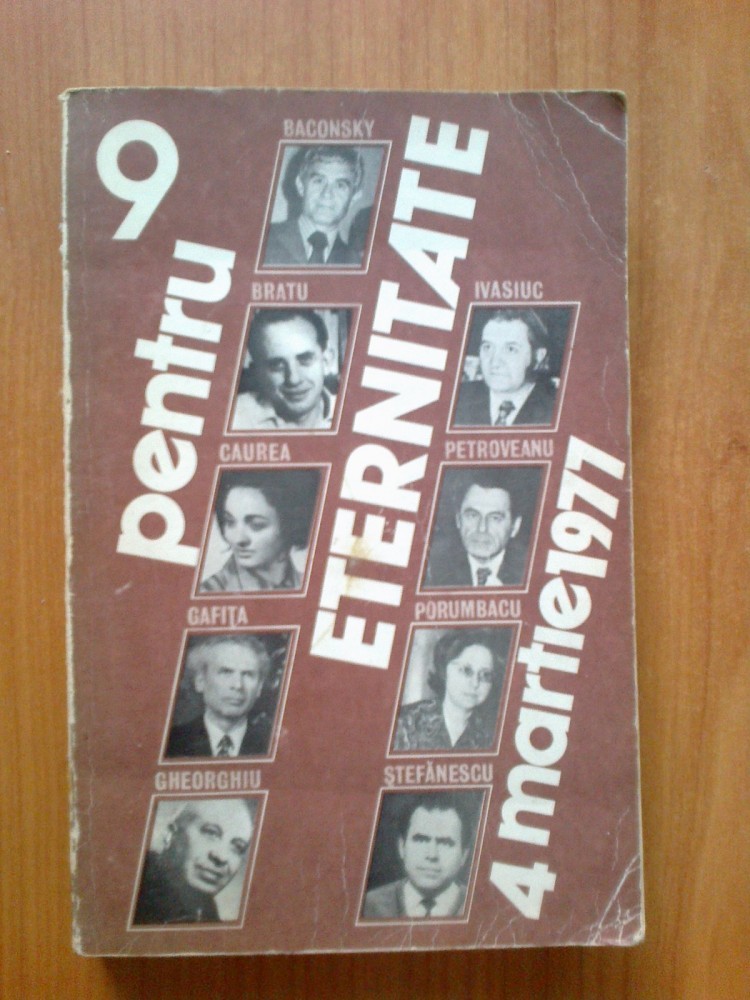 9
pentru
ETERNITATE
4 martie 1977
BACONSKY
BRATU
CAUREA
GAFIȚA
GHEORGHIU
IVASIUC
PETROVEANU
PORUMBACU
ȘTEFĂNESCU